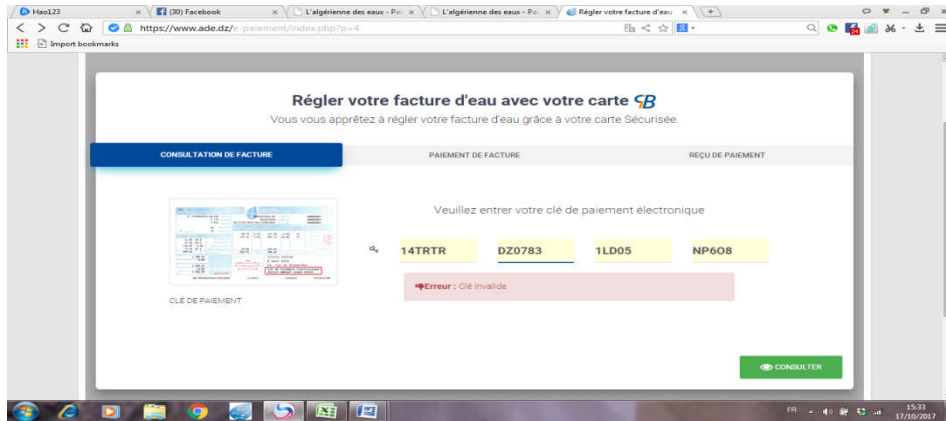 Hao123
(30) Facebook
L'algérienne des eaux - Pai
L'algérienne des eaux - Pai
Régler votre facture d'eau
https://www.ade.dz/e-paiement/index.php?p=4
Import bookmarks
Régler votre facture d'eau avec votre carte CB
Vous vous apprêtez à régler votre facture d'eau grâce à votre carte Sécurisée.
CONSULTATION DE FACTURE
PAIEMENT DE FACTURE
REÇU DE PAIEMENT
Veuillez entrer votre clé de paiement électronique
14TRTR DZ0783 1LD05 NP6O8
Erreur : Clé invalide
CLÉ DE PAIEMENT
CONSULTER
FR
15:33
17/10/2017